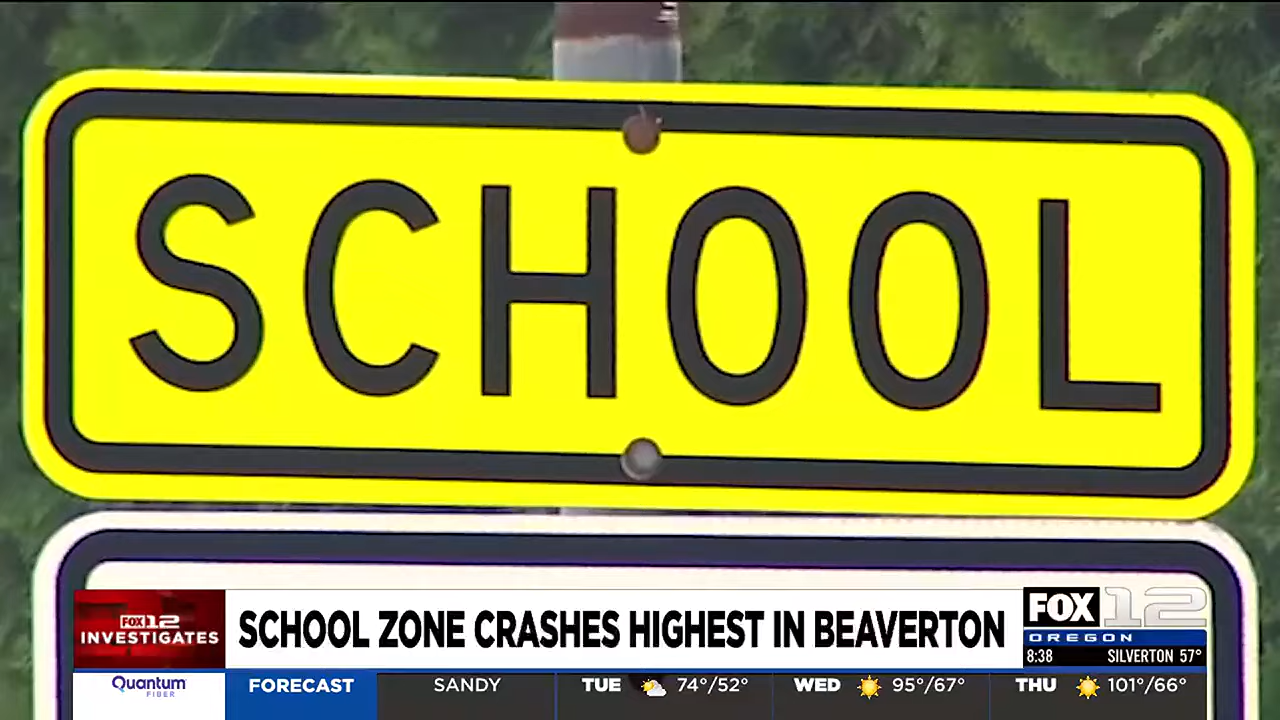 SCHOOL
FOX 12
INVESTIGATES
SCHOOL ZONE CRASHES HIGHEST IN BEAVERTON
FOX 12
OREGON
8:38 SILVERTON 57°
Quantum
FIBER
FORECAST SANDY TUE 74°/52° WED 95°/67° THU 101°/66°